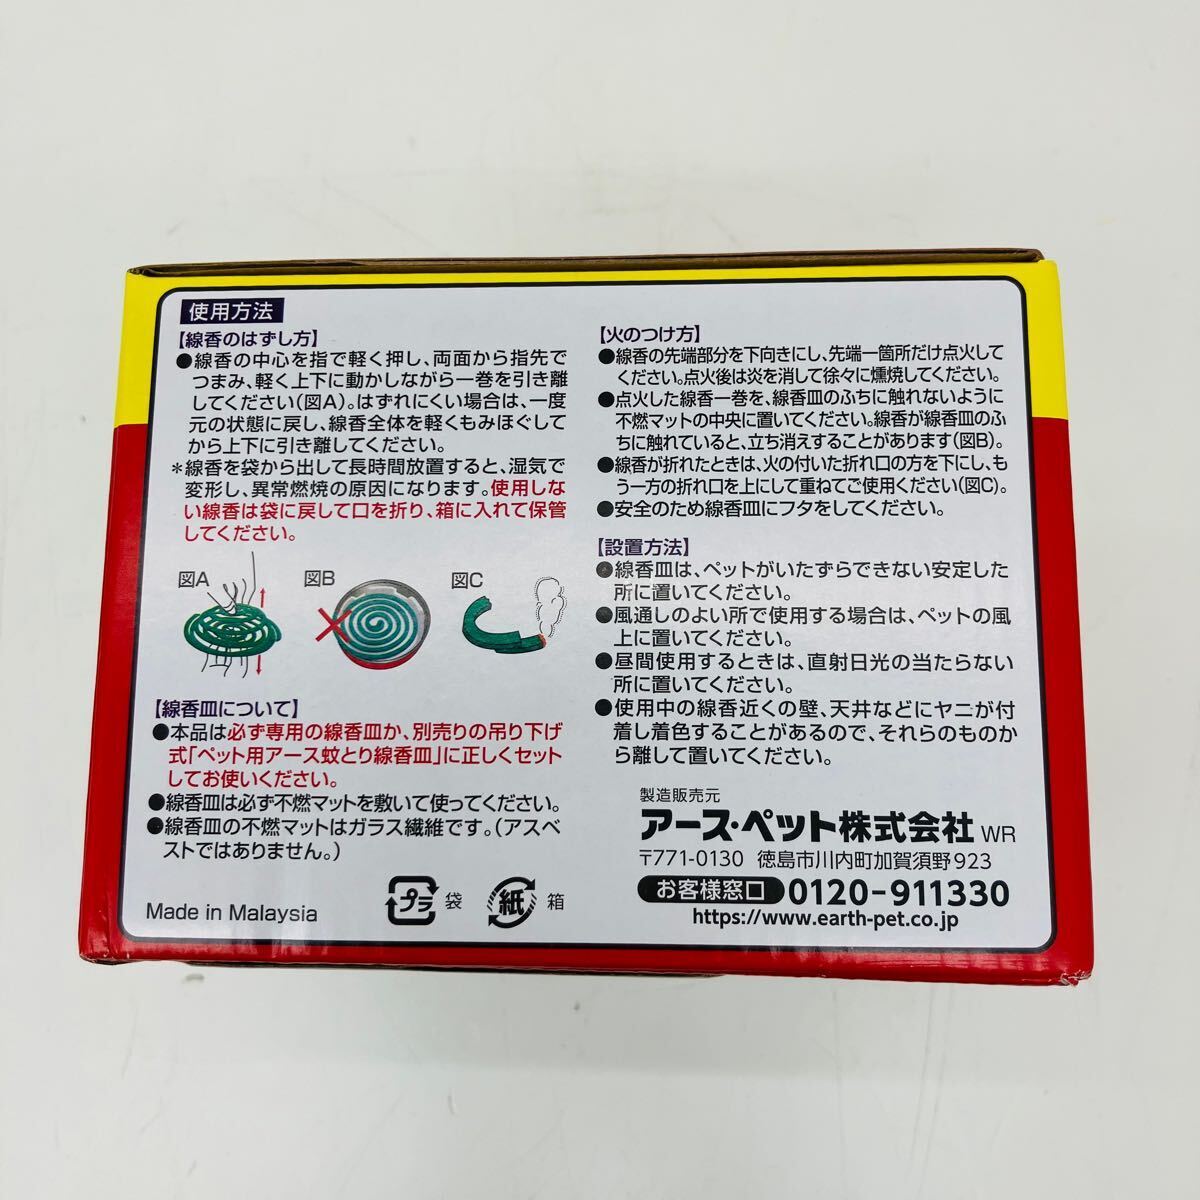 使用方法
【線香のはずし方】
●線香の中心を指で軽く押し、両面から指先で
つまみ、軽く上下に動かしながら一巻を引き離
してください(図A)。はずれにくい場合は、一度
元の状態に戻し、線香全体を軽くもみほぐして
から上下に引き離してください。
＊線香を袋から出して長時間放置すると、湿気で
変形し、異常燃焼の原因になります。使用しな
い線香は袋に戻して口を折り、箱に入れて保管
してください。
図A 図B 図C
【線香皿について】
●本品は必ず専用の線香皿か、別売りの吊り下げ
式「ペット用アース蚊とり線香皿」に正しくセット
してお使いください。
●線香皿は必ず不燃マットを敷いて使ってください。
●線香皿の不燃マットはガラス繊維です。(アスベ
ストではありません。)
Made in Malaysia
プラ 袋 紙 箱
【火のつけ方】
●線香の先端部分を下向きにし、先端一箇所だけ点火して
ください。点火後は炎を消して徐々に燻焼してください。
●点火した線香一巻を、線香皿のふちに触れないように
不燃マットの中央に置いてください。線香が線香皿のふ
ちに触れていると、立ち消えすることがあります(図B)。
●線香が折れたときは、火の付いた折れ口の方を下にし、も
う一方の折れ口を上にして重ねてご使用ください(図C)。
●安全のため線香皿にフタをしてください。
【設置方法】
●線香皿は、ペットがいたずらできない安定した
所に置いてください。
●風通しのよい所で使用する場合は、ペットの風
上に置いてください。
●昼間使用するときは、直射日光の当たらない
所に置いてください。
●使用中の線香近くの壁、天井などにヤニが付
着し着色することがあるので、それらのものか
ら離して置いてください。
製造販売元
アース・ペット株式会社 WR
〒771-0130 徳島市川内町加賀須野923
お客様窓口 0120-911330
https://www.earth-pet.co.jp